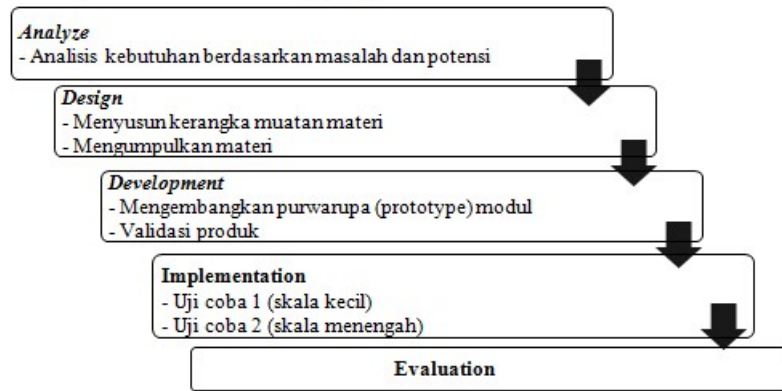 Analyze
- Analisis kebutuhan berdasarkan masalah dan potensi
Design
- Menyusun kerangka muatan materi
- Mengumpulkan materi
Development
- Mengembangkan purwarupa (prototype) modul
- Validasi produk
Implementation
- Uji coba 1 (skala kecil)
- Uji coba 2 (skala menengah)
Evaluation